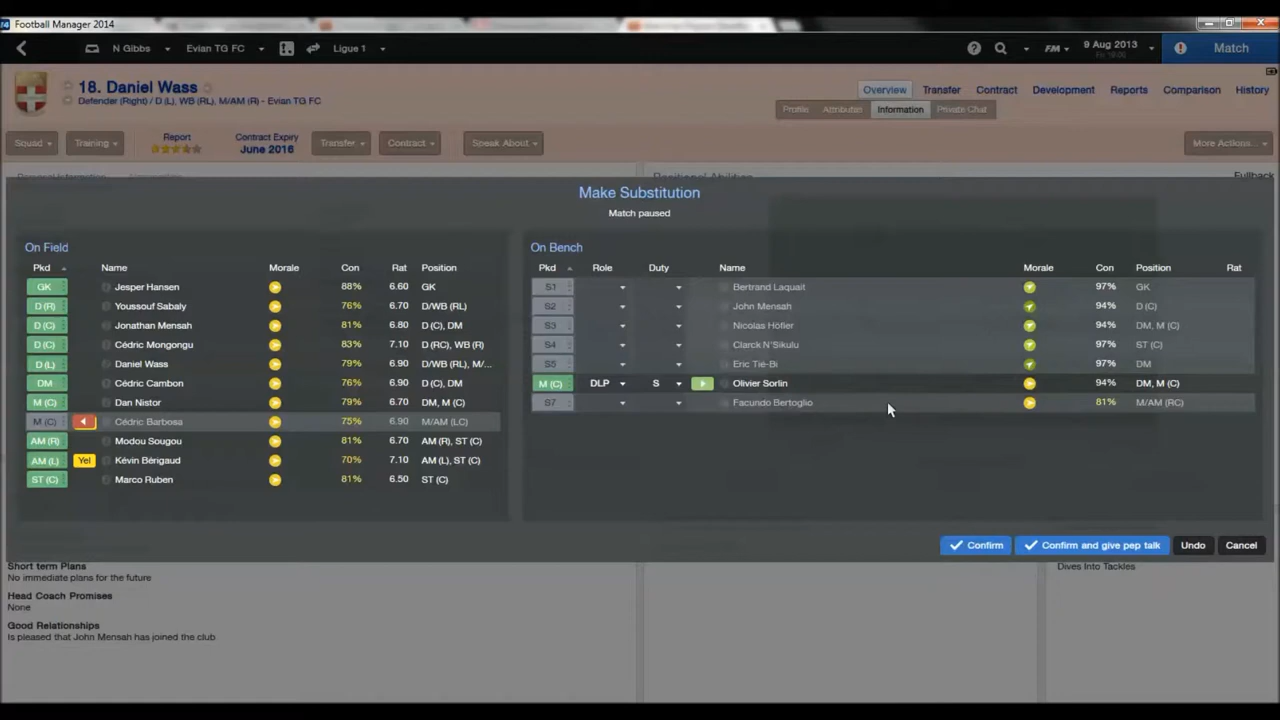 Football Manager 2014
N Gibbs Evian TG FC Ligue 1 FM 9 Aug 2013 Match
18. Daniel Wass
Defender (Right) / D (L), WB (RL), M/AM (R) - Evian TG FC
Overview Transfer Contract Development Reports Comparison History
Profile Attributes Information Private Chat
Squad Training Report Contract Expiry June 2016 Transfer Contract Speak About More Actions...
Personal Information Positional Abilities Fullback
Make Substitution
Match paused
On Field
Pkd Name Morale Con Rat Position
GK Jesper Hansen 88% 6.60 GK
D (R) Youssouf Sabaly 76% 6.70 D/WB (RL)
D (C) Jonathan Mensah 81% 6.80 D (C), DM
D (C) Cédric Mongongu 83% 7.10 D (RC), WB (R)
D (L) Daniel Wass 79% 6.90 D/WB (RL), M/...
DM Cédric Cambon 76% 6.90 D (C), DM
M (C) Dan Nistor 79% 6.70 DM, M (C)
M (C) Cédric Barbosa 75% 6.90 M/AM (LC)
AM (R) Modou Sougou 81% 6.70 AM (R), ST (C)
AM (L) Yel Kévin Bérigaud 70% 7.10 AM (L), ST (C)
ST (C) Marco Ruben 81% 6.50 ST (C)
On Bench
Pkd Role Duty Name Morale Con Position Rat
S1 Bertrand Laquait 97% GK
S2 John Mensah 94% D (C)
S3 Nicolas Höfler 94% DM, M (C)
S4 Clarck N'Sikulu 97% ST (C)
S5 Eric Tié-Bi 97% DM
M (C) DLP S Olivier Sorlin 94% DM, M (C)
S7 Facundo Bertoglio 81% M/AM (RC)
Confirm Confirm and give pep talk Undo Cancel
Short term Plans
No immediate plans for the future
Head Coach Promises
None
Good Relationships
Is pleased that John Mensah has joined the club
Dives Into Tackles